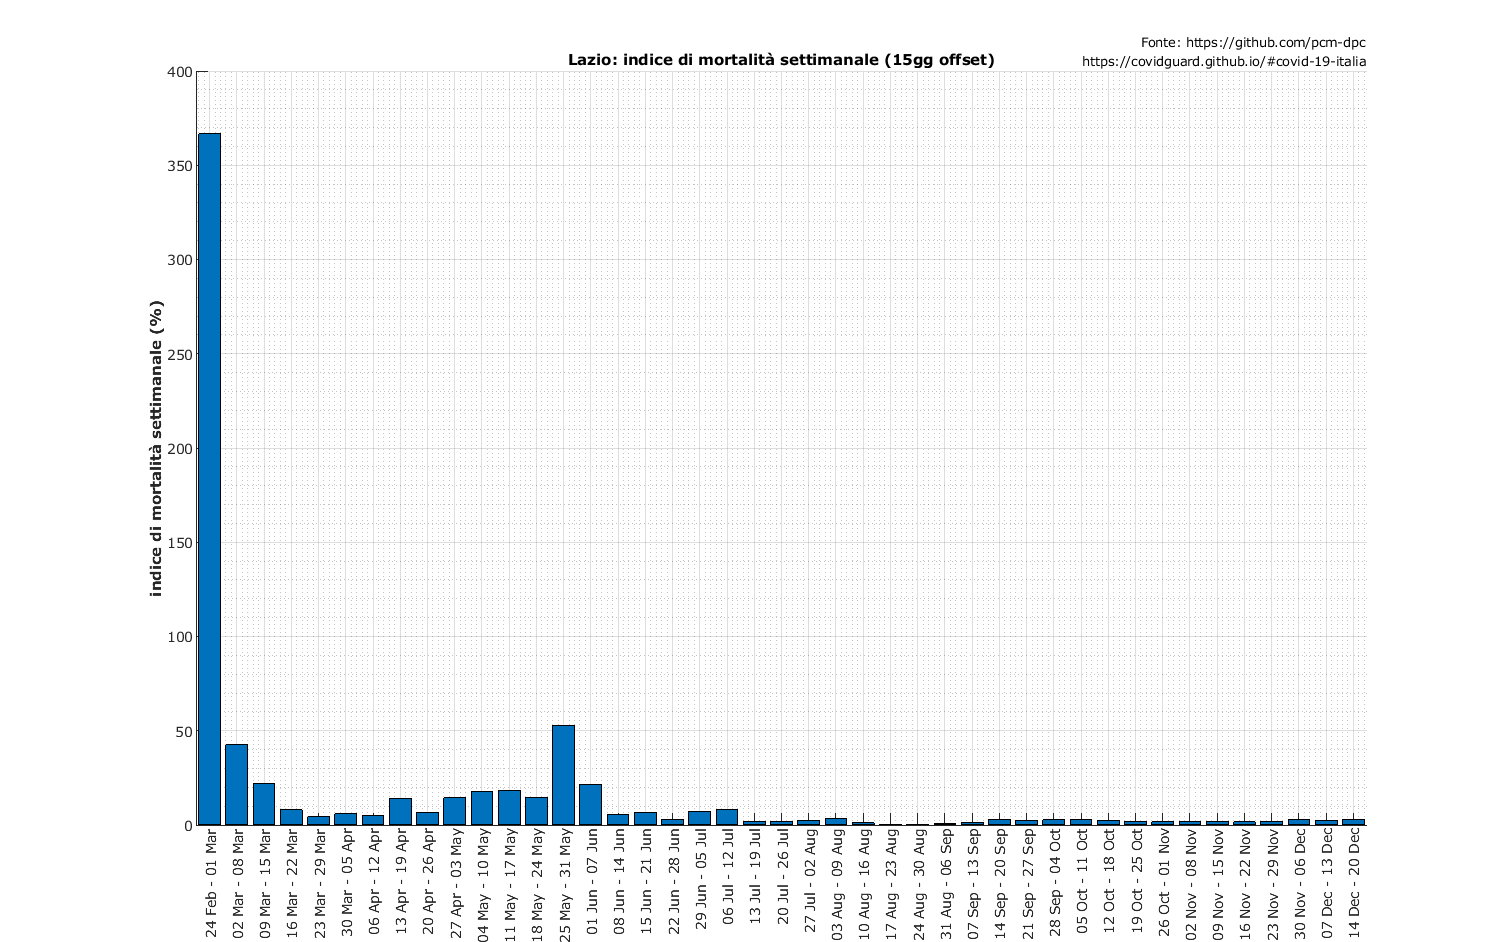 Fonte: https://github.com/pcm-dpc
https://covidguard.github.io/#covid-19-italia
Lazio: indice di mortalità settimanale (15gg offset)
indice di mortalità settimanale (%)
400
350
300
250
200
150
100
50
0
24 Feb - 01 Mar
02 Mar - 08 Mar
09 Mar - 15 Mar
16 Mar - 22 Mar
23 Mar - 29 Mar
30 Mar - 05 Apr
06 Apr - 12 Apr
13 Apr - 19 Apr
20 Apr - 26 Apr
27 Apr - 03 May
04 May - 10 May
11 May - 17 May
18 May - 24 May
25 May - 31 May
01 Jun - 07 Jun
08 Jun - 14 Jun
15 Jun - 21 Jun
22 Jun - 28 Jun
29 Jun - 05 Jul
06 Jul - 12 Jul
13 Jul - 19 Jul
20 Jul - 26 Jul
27 Jul - 02 Aug
03 Aug - 09 Aug
10 Aug - 16 Aug
17 Aug - 23 Aug
24 Aug - 30 Aug
31 Aug - 06 Sep
07 Sep - 13 Sep
14 Sep - 20 Sep
21 Sep - 27 Sep
28 Sep - 04 Oct
05 Oct - 11 Oct
12 Oct - 18 Oct
19 Oct - 25 Oct
26 Oct - 01 Nov
02 Nov - 08 Nov
09 Nov - 15 Nov
16 Nov - 22 Nov
23 Nov - 29 Nov
30 Nov - 06 Dec
07 Dec - 13 Dec
14 Dec - 20 Dec